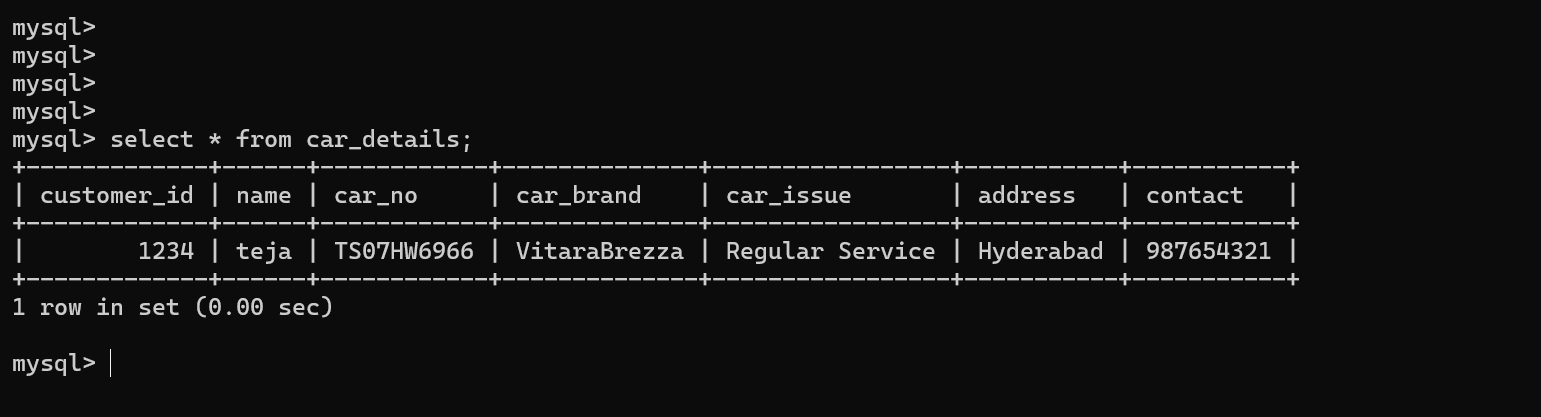 mysql>
mysql>
mysql>
mysql>
mysql> select * from car_details;
+-------------+------+------------+--------------+-----------------+-----------+-----------+
| customer_id | name | car_no     | car_brand    | car_issue       | address   | contact   |
+-------------+------+------------+--------------+-----------------+-----------+-----------+
|        1234 | teja | TS07HW6966 | VitaraBrezza | Regular Service | Hyderabad | 987654321 |
+-------------+------+------------+--------------+-----------------+-----------+-----------+
1 row in set (0.00 sec)
mysql>